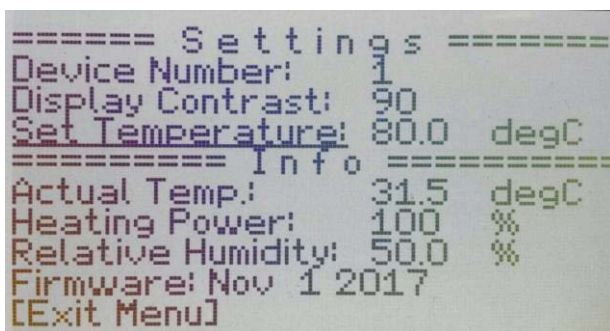 ====== Settings =======
Device Number: 1
Display Contrast: 90
Set Temperature: 80.0 degC
========= Info ==========
Actual Temp.: 31.5 degC
Heating Power: 100 %
Relative Humidity: 50.0 %
Firmware: Nov 1 2017
[Exit Menu]